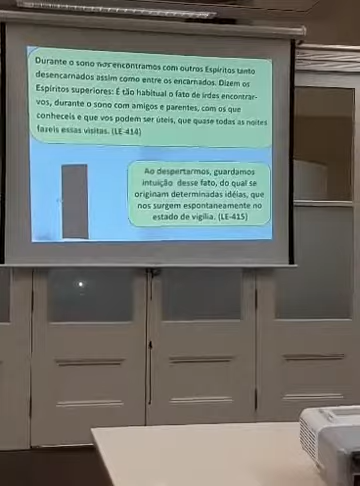 Durante o sono nos encontramos com outros Espíritos tanto
desencarnados assim como entre os encarnados. Dizem os
Espíritos superiores: É tão habitual o fato de irdes encontrar-
vos, durante o sono com amigos e parentes, com os que
conheceis e que vos podem ser úteis, que quase todas as noites
fazeis essas visitas. (LE-414)
Ao despertarmos, guardamos
intuição desse fato, do qual se
originam determinadas idéias, que
nos surgem espontaneamente no
estado de vigília. (LE-415)